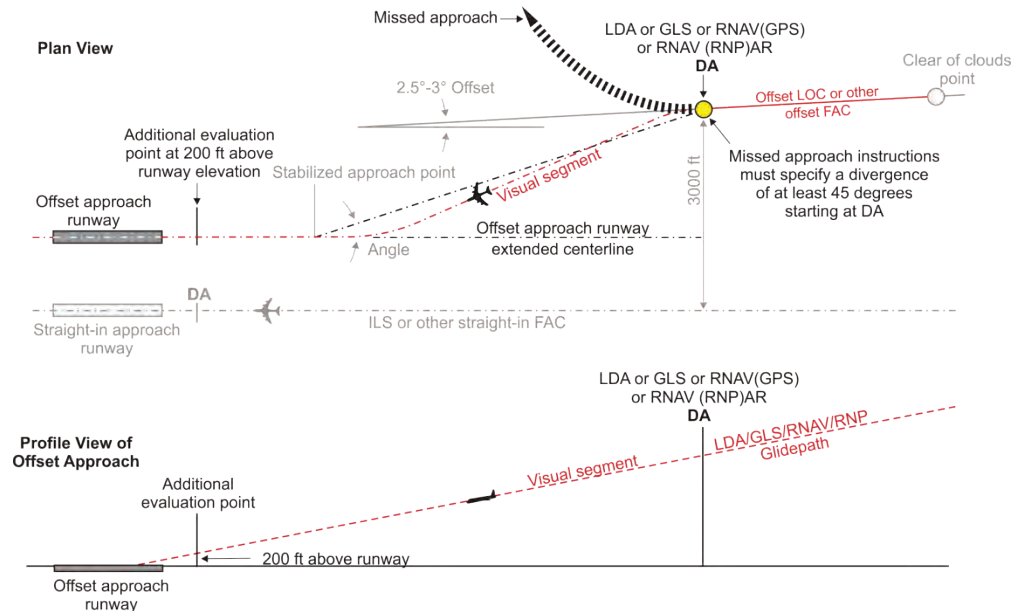 Missed approach
Plan View
LDA or GLS or RNAV(GPS)
or RNAV (RNP)AR
DA
Clear of clouds
point
2.5°-3° Offset
Offset LOC or other
offset FAC
Additional evaluation
point at 200 ft above
runway elevation
Stabilized approach point
Visual segment
3000 ft
Missed approach instructions
must specify a divergence
of at least 45 degrees
starting at DA
Offset approach
runway
Angle
Offset approach runway
extended centerline
DA
Straight-in approach
runway
ILS or other straight-in FAC
LDA or GLS or RNAV(GPS)
or RNAV (RNP)AR
DA
Profile View of
Offset Approach
LDA/GLS/RNAV/RNP
Glidepath
Visual segment
Additional
evaluation point
200 ft above runway
Offset approach
runway